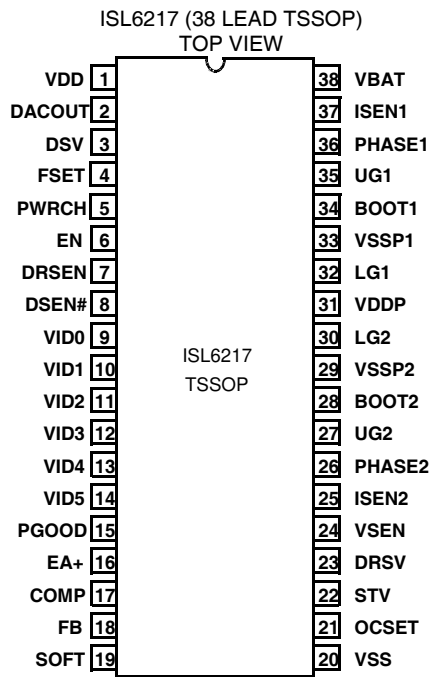 ISL6217 (38 LEAD TSSOP)
TOP VIEW
VDD 1 38 VBAT
DACOUT 2 37 ISEN1
DSV 3 36 PHASE1
FSET 4 35 UG1
PWRCH 5 34 BOOT1
EN 6 33 VSSP1
DRSEN 7 32 LG1
DSEN# 8 31 VDDP
VID0 9 30 LG2
VID1 10 29 VSSP2
VID2 11 28 BOOT2
VID3 12 27 UG2
VID4 13 26 PHASE2
VID5 14 25 ISEN2
PGOOD 15 24 VSEN
EA+ 16 23 DRSV
COMP 17 22 STV
FB 18 21 OCSET
SOFT 19 20 VSS
ISL6217
TSSOP